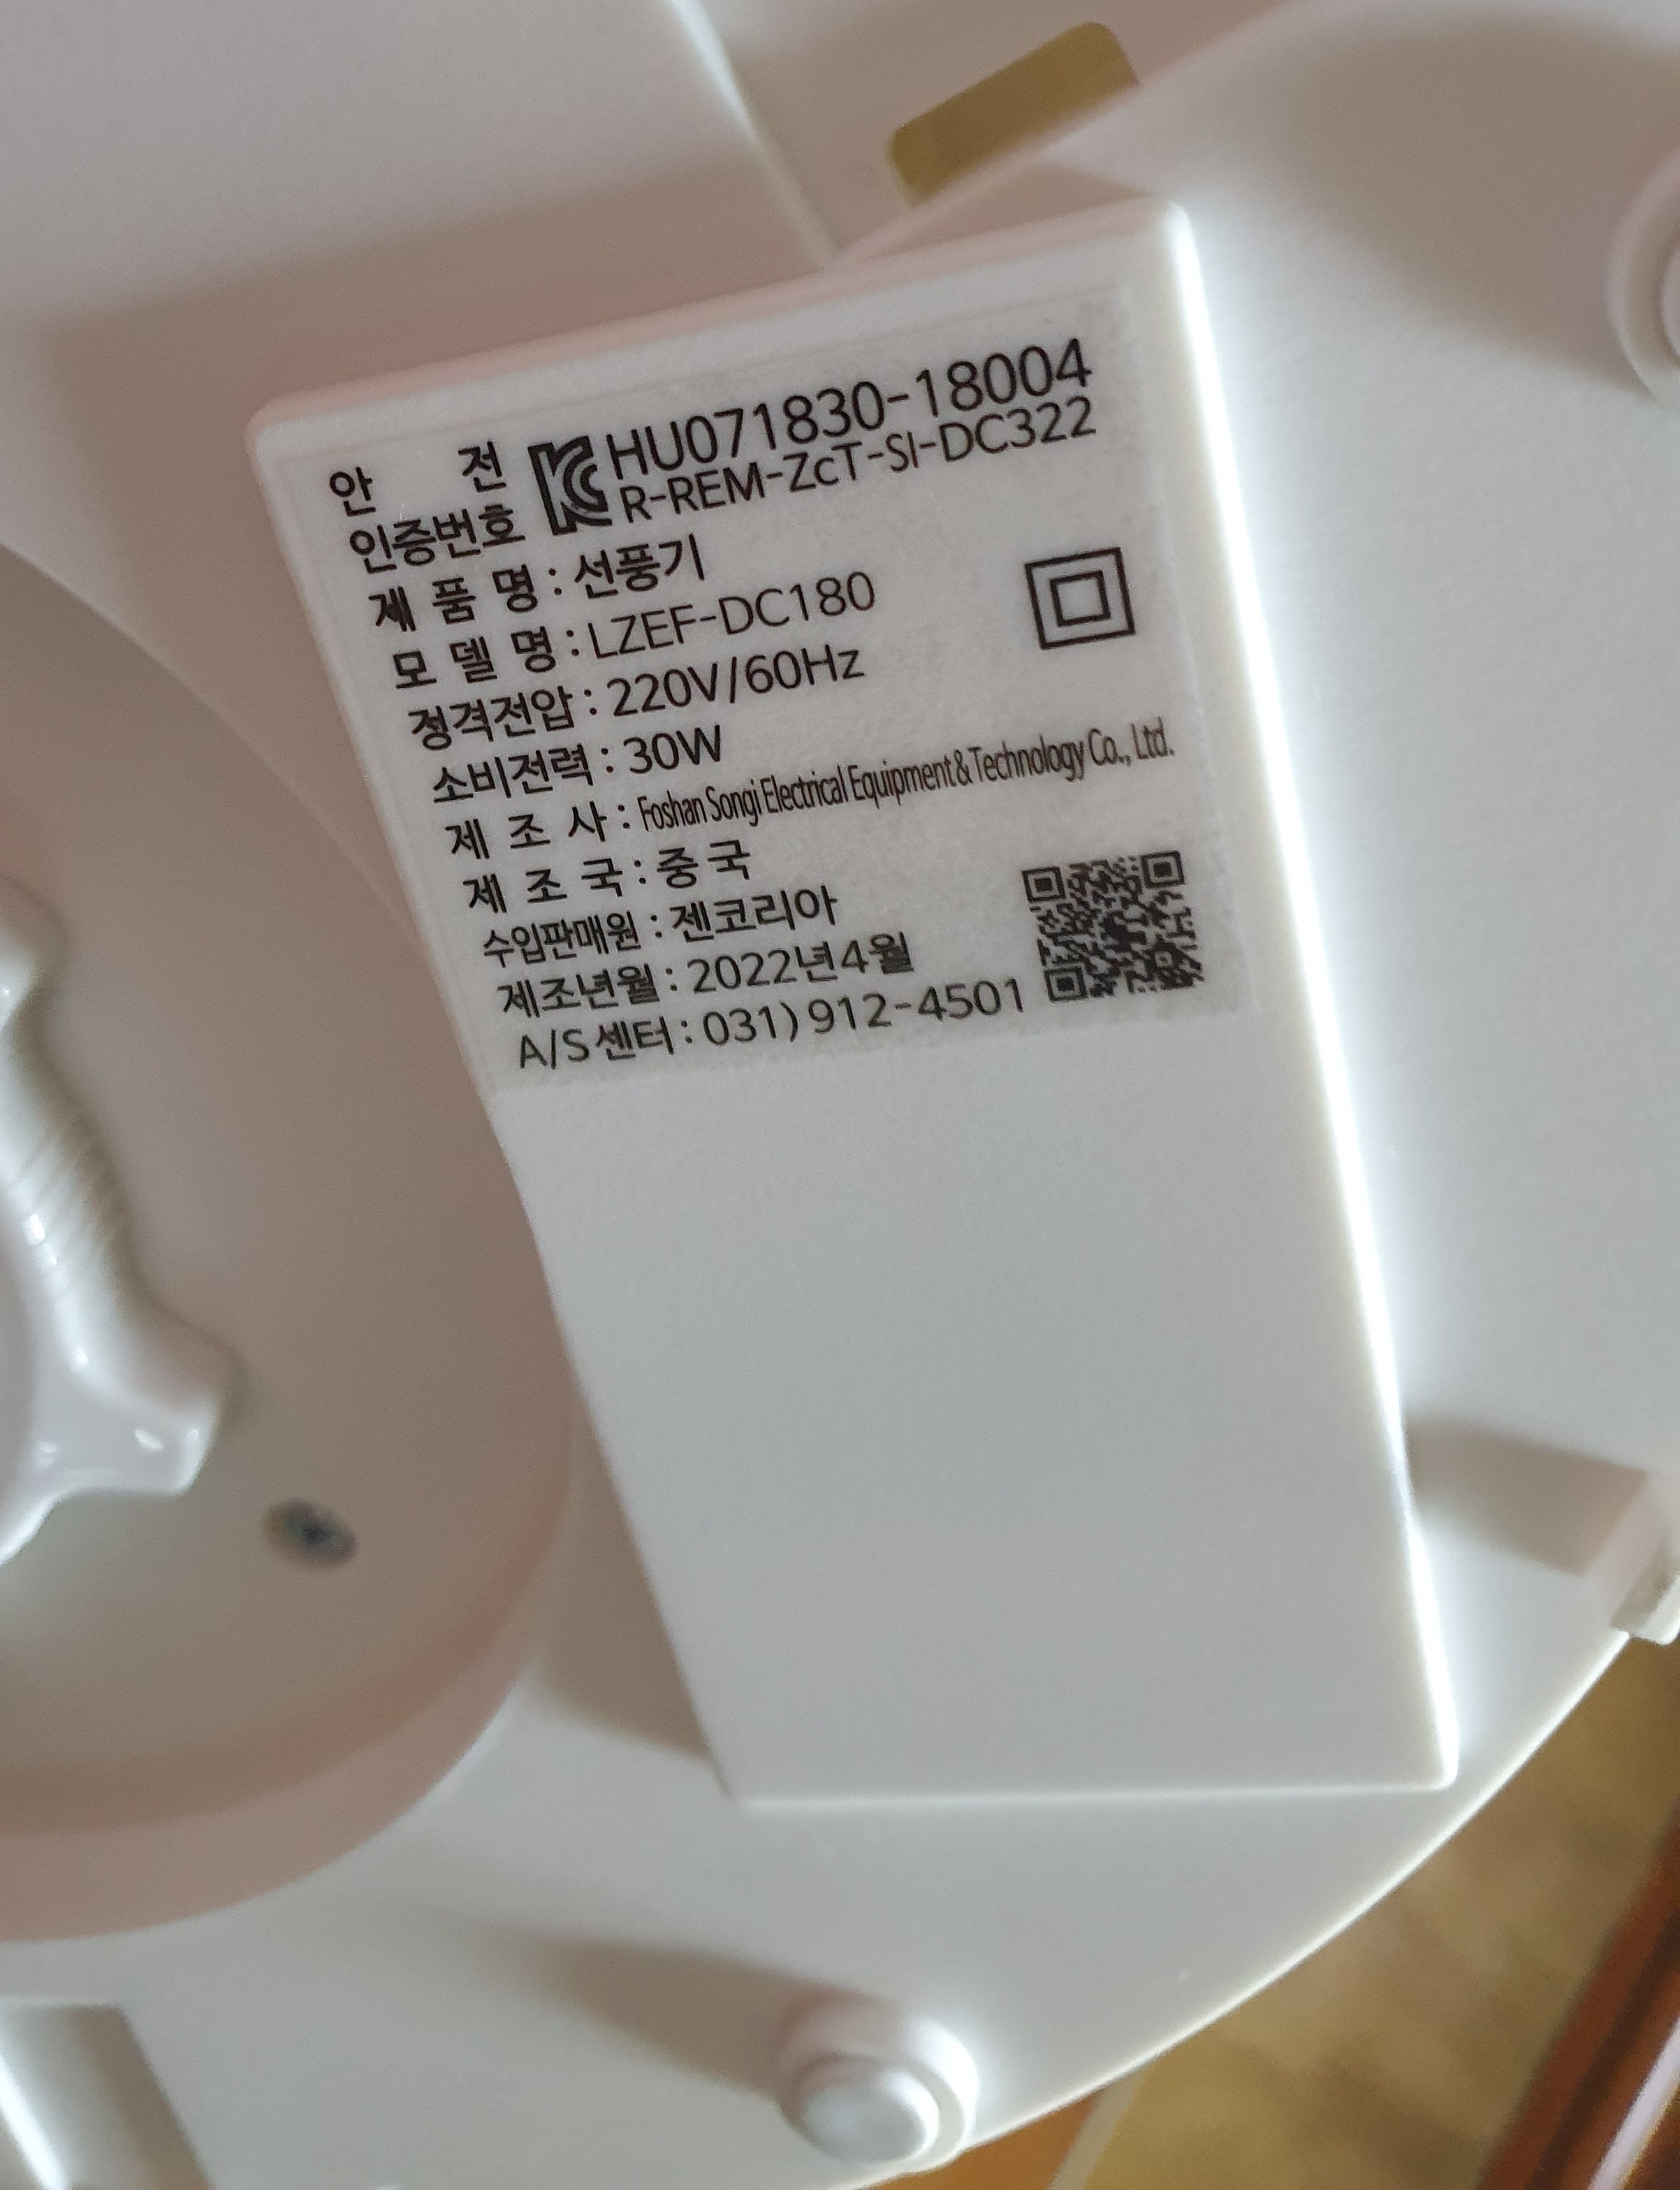 안 전 HU071830-18004
인증번호 R-REM-ZcT-SI-DC322
제 품 명 : 선풍기
모 델 명 : LZEF-DC180
정격전압 : 220V/60Hz
소비전력 : 30W
제 조 사 : Foshan Songi Electrical Equipment & Technology Co., Ltd.
제 조 국 : 중 국
수입판매원 : 젠코리아
제조년월 : 2022년4월
A/S센터 : 031) 912-4501